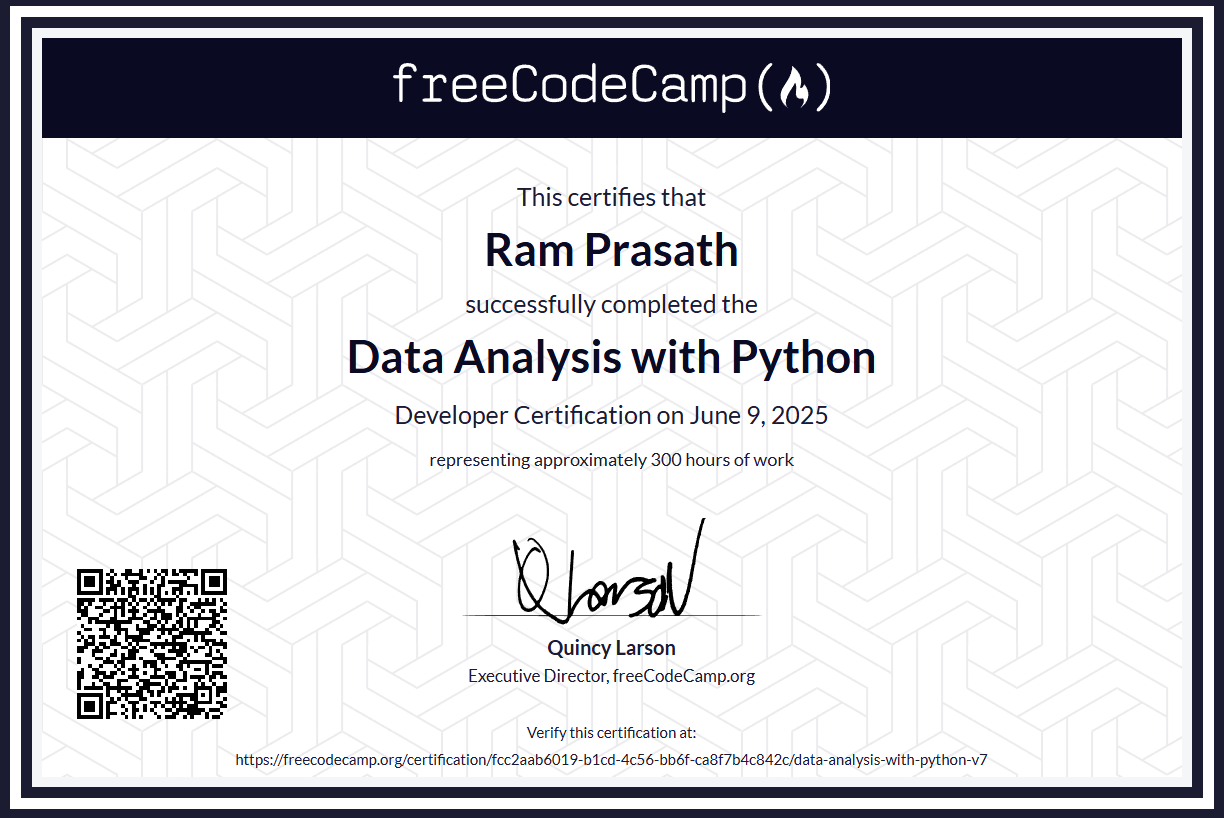 freeCodeCamp
This certifies that
Ram Prasath
successfully completed the
Data Analysis with Python
Developer Certification on June 9, 2025
representing approximately 300 hours of work
Q Larson
Quincy Larson
Executive Director, freeCodeCamp.org
Verify this certification at:
https://freecodecamp.org/certification/fcc2aab6019-b1cd-4c56-bb6f-ca8f7b4c842c/data-analysis-with-python-v7